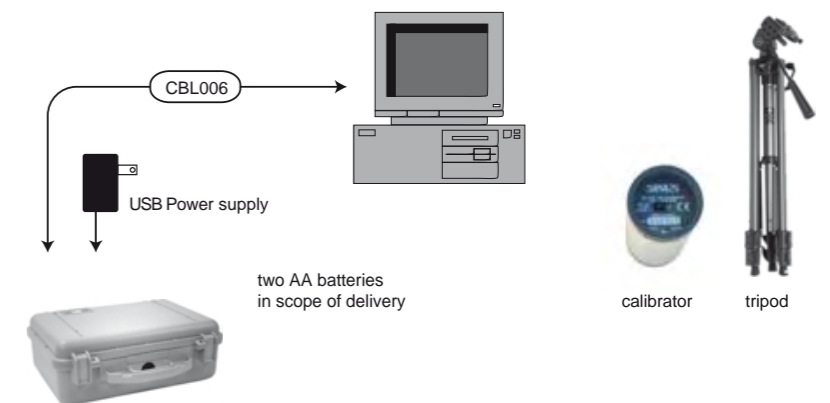 CBL006
USB Power supply
two AA batteries
in scope of delivery
calibrator
tripod